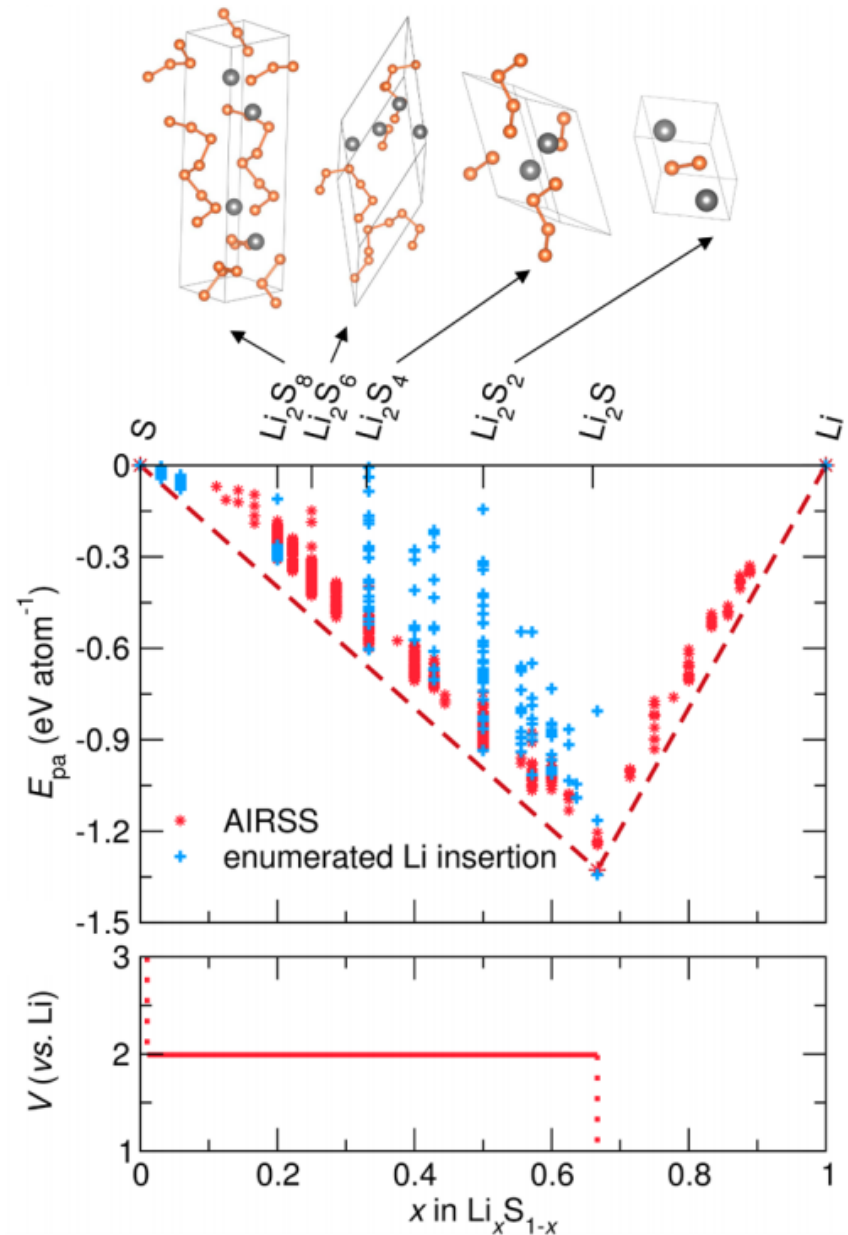 S
Li₂S₈
Li₂S₆
Li₂S₄
Li₂S₂
Li₂S
Li
0
-0.3
-0.6
-0.9
-1.2
-1.5
E_pa (eV atom⁻¹)
AIRSS
enumerated Li insertion
3
2
1
V (vs. Li)
0 0.2 0.4 0.6 0.8 1
x in LiₓS₁₋ₓ